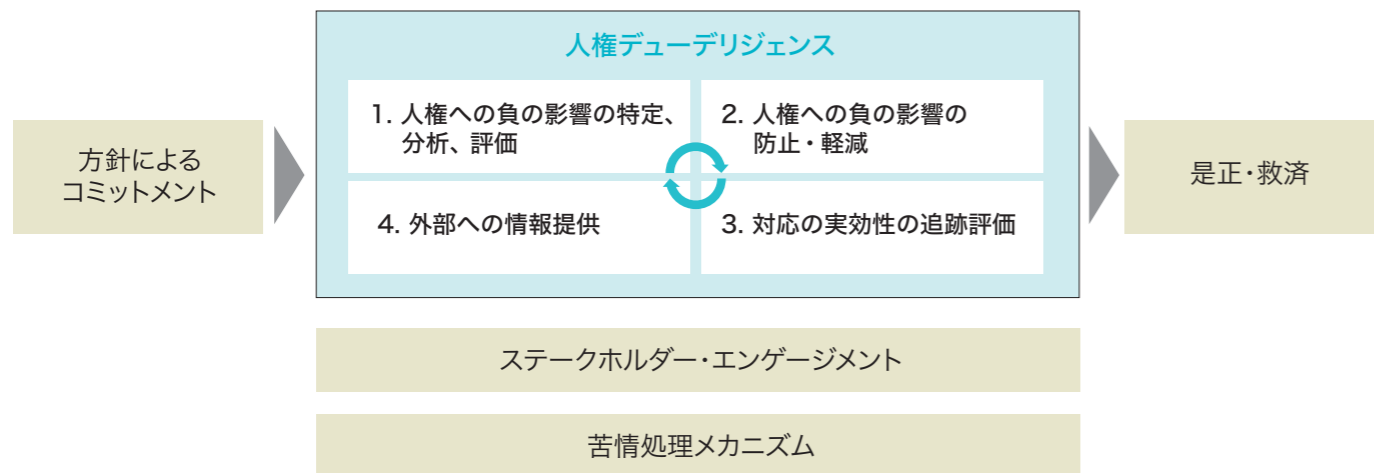 人権デューデリジェンス
方針による
コミットメント
1. 人権への負の影響の特定、
分析、評価
2. 人権への負の影響の
防止・軽減
4. 外部への情報提供
3. 対応の実効性の追跡評価
是正・救済
ステークホルダー・エンゲージメント
苦情処理メカニズム